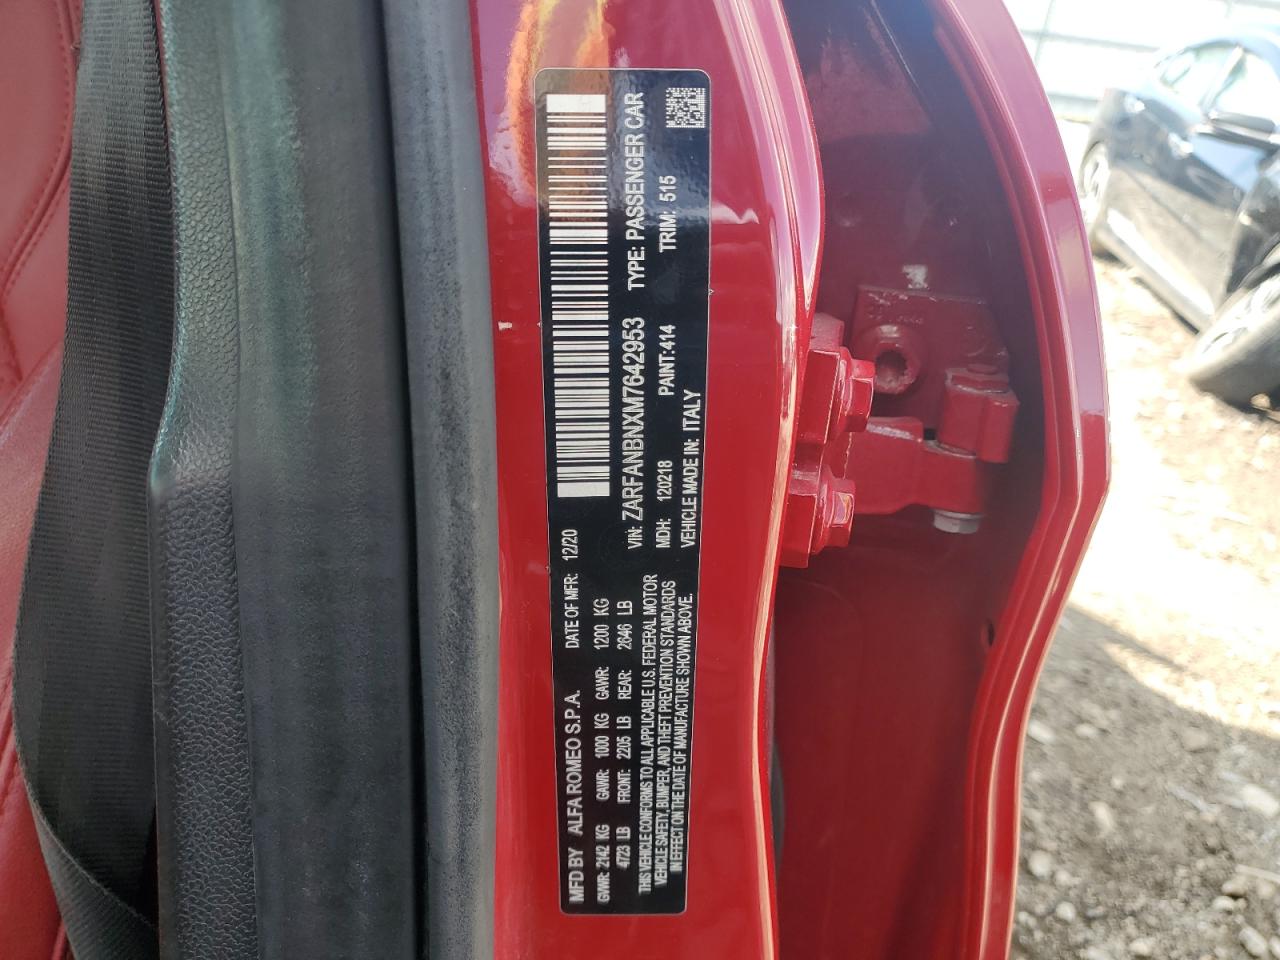 MFD BY ALFA ROMEO S.P.A. DATE OF MFR: 12/20
GVWR: 2142 KG GAWR: 1000 KG GAWR: 1200 KG
4723 LB FRONT: 2205 LB REAR: 2646 LB
THIS VEHICLE CONFORMS TO ALL APPLICABLE U.S. FEDERAL MOTOR
VEHICLE SAFETY, BUMPER, AND THEFT PREVENTION STANDARDS
IN EFFECT ON THE DATE OF MANUFACTURE SHOWN ABOVE.
VIN: ZARFANBNXM7642953 TYPE: PASSENGER CAR
MDH: 120218 PAINT:414 TRIM: 515
VEHICLE MADE IN: ITALY